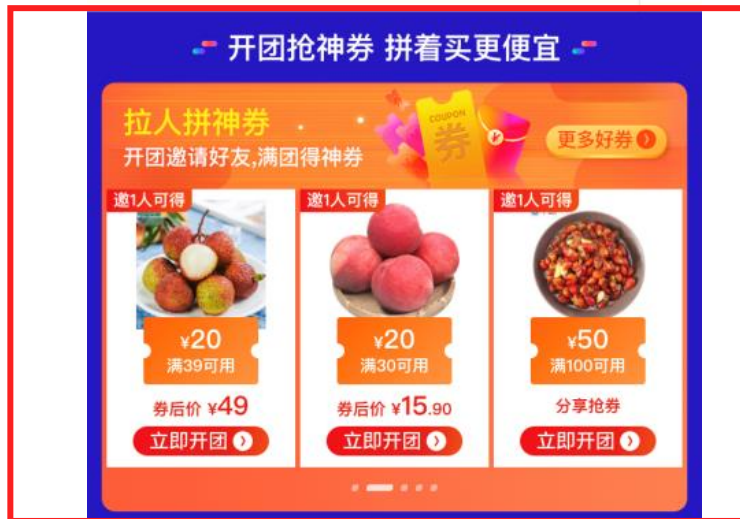 开团抢神券 拼着买更便宜
拉人拼神券
开团邀请好友,满团得神券
COUPON
券
更多好券
邀1人可得
¥20
满39可用
券后价 ¥49
立即开团
邀1人可得
¥20
满30可用
券后价 ¥15.90
立即开团
邀1人可得
¥50
满100可用
分享抢券
立即开团